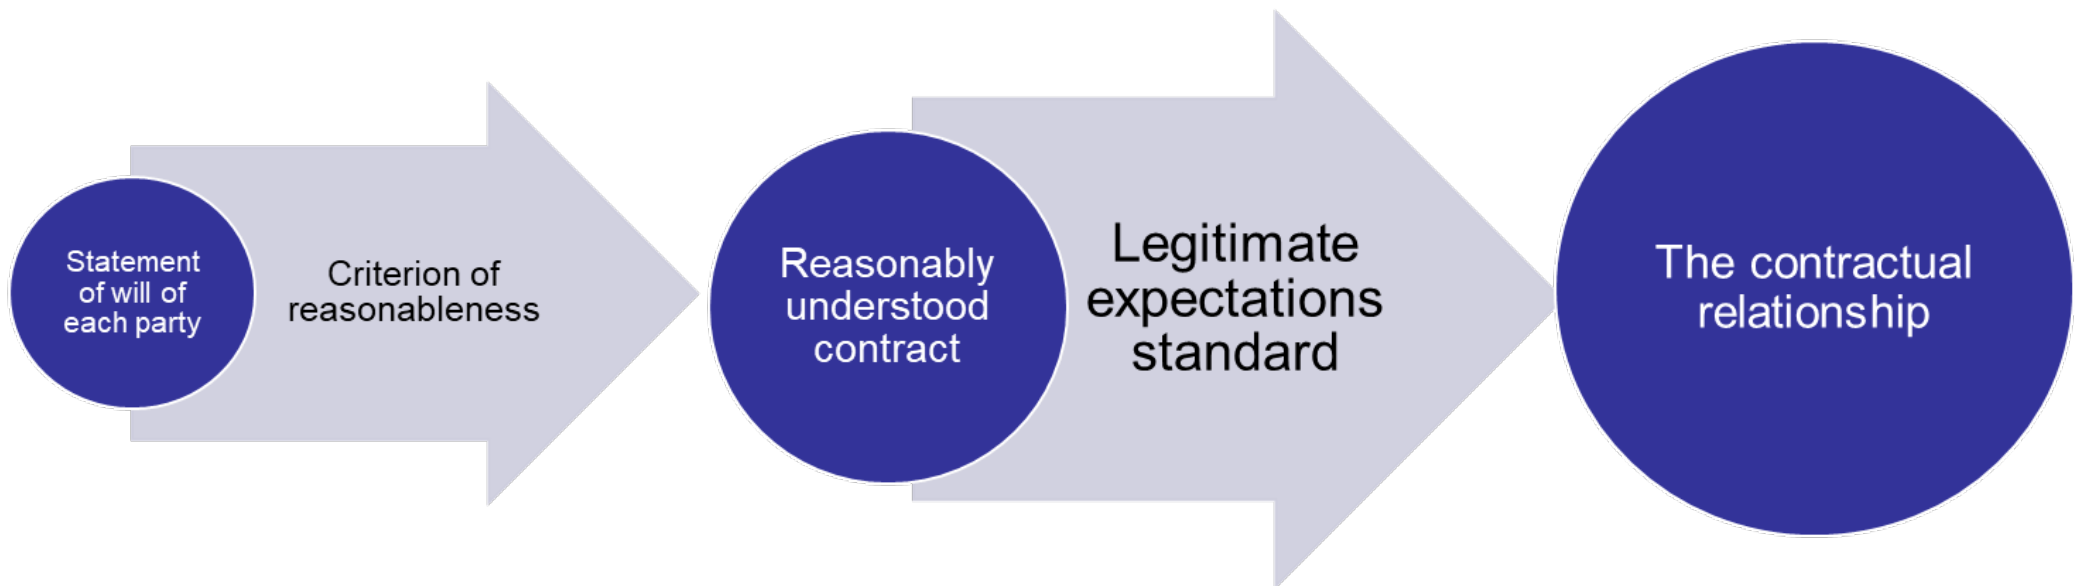 Statement
of will of
each party
Criterion of
reasonableness
Reasonably
understood
contract
Legitimate
expectations
standard
The contractual
relationship